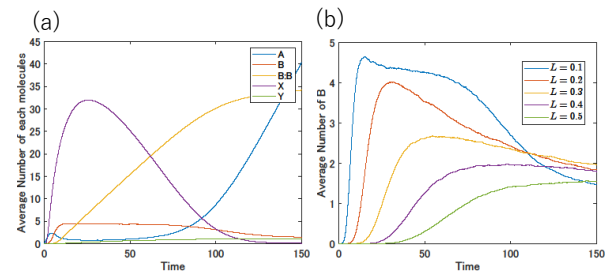 (a)
Average Number of each molecules
45
40
35
30
25
20
15
10
5
0
0
50
100
150
Time
A
B
B:B
X
Y
(b)
Average Number of B
5
4
3
2
1
0
0
50
100
150
Time
L = 0.1
L = 0.2
L = 0.3
L = 0.4
L = 0.5